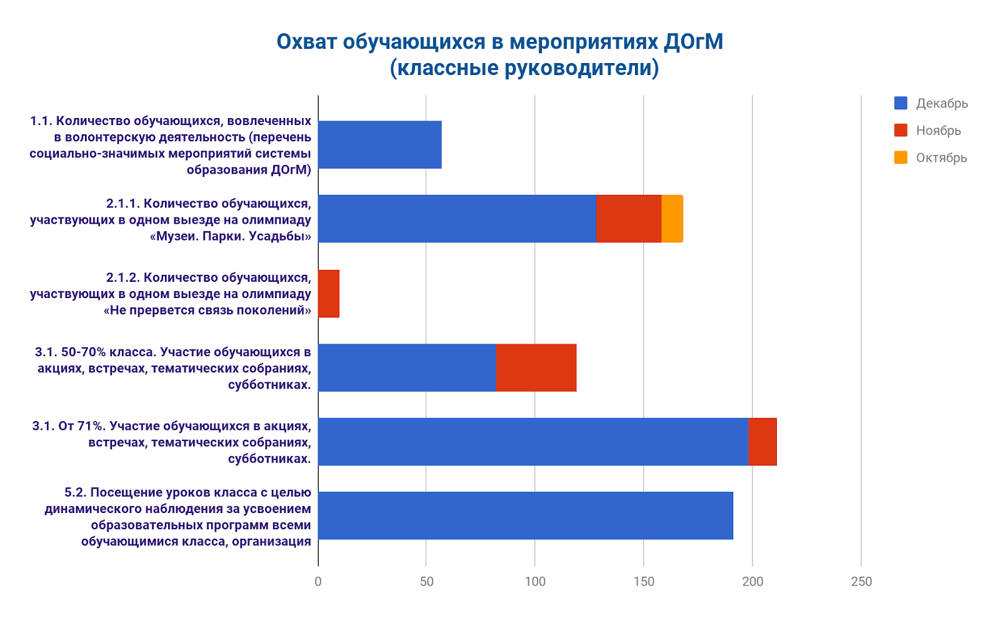 Охват обучающихся в мероприятиях ДОгМ
(классные руководители)
Декабрь
Ноябрь
Октябрь
1.1. Количество обучающихся, вовлеченных
в волонтерскую деятельность (перечень
социально-значимых мероприятий системы
образования ДОгМ)
2.1.1. Количество обучающихся,
участвующих в одном выезде на олимпиаду
«Музеи. Парки. Усадьбы»
2.1.2. Количество обучающихся,
участвующих в одном выезде на олимпиаду
«Не прервется связь поколений»
3.1. 50-70% класса. Участие обучающихся в
акциях, встречах, тематических собраниях,
субботниках.
3.1. От 71%. Участие обучающихся в акциях,
встречах, тематических собраниях,
субботниках.
5.2. Посещение уроков класса с целью
динамического наблюдения за усвоением
образовательных программ всеми
обучающимися класса, организация
0 50 100 150 200 250